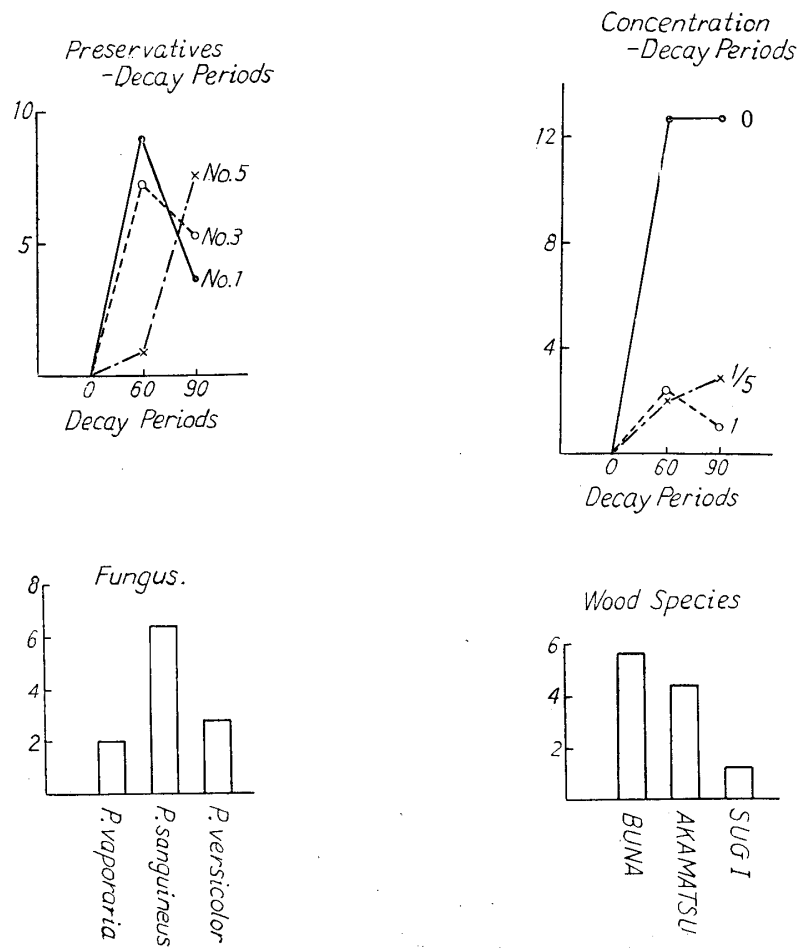 Preservatives
-Decay Periods
10
5
No.5
No.3
No.1
0 60 90
Decay Periods
Concentration
-Decay Periods
12
8
4
0
1/5
1
0 60 90
Decay Periods
Fungus.
8
6
4
2
P.vaporaria
P.sanguineus
P.versicolor
Wood Species
6
4
2
BUNA
AKAMATSU
SUGI